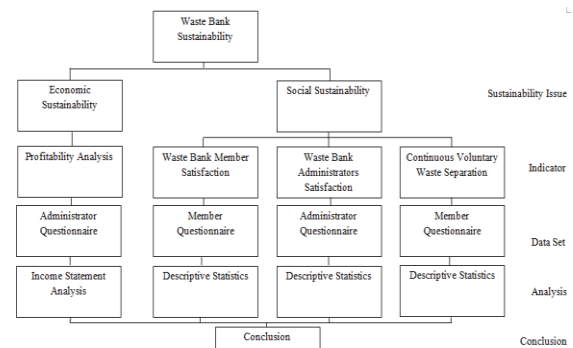 Waste Bank
Sustainability
Economic
Sustainability
Social Sustainability
Sustainability Issue
Profitability Analysis
Waste Bank Member
Satisfaction
Waste Bank
Administrators
Satisfaction
Continuous Voluntary
Waste Separation
Indicator
Administrator
Questionnaire
Member
Questionnaire
Administrator
Questionnaire
Member
Questionnaire
Data Set
Income Statement
Analysis
Descriptive Statistics
Descriptive Statistics
Descriptive Statistics
Analysis
Conclusion
Conclusion